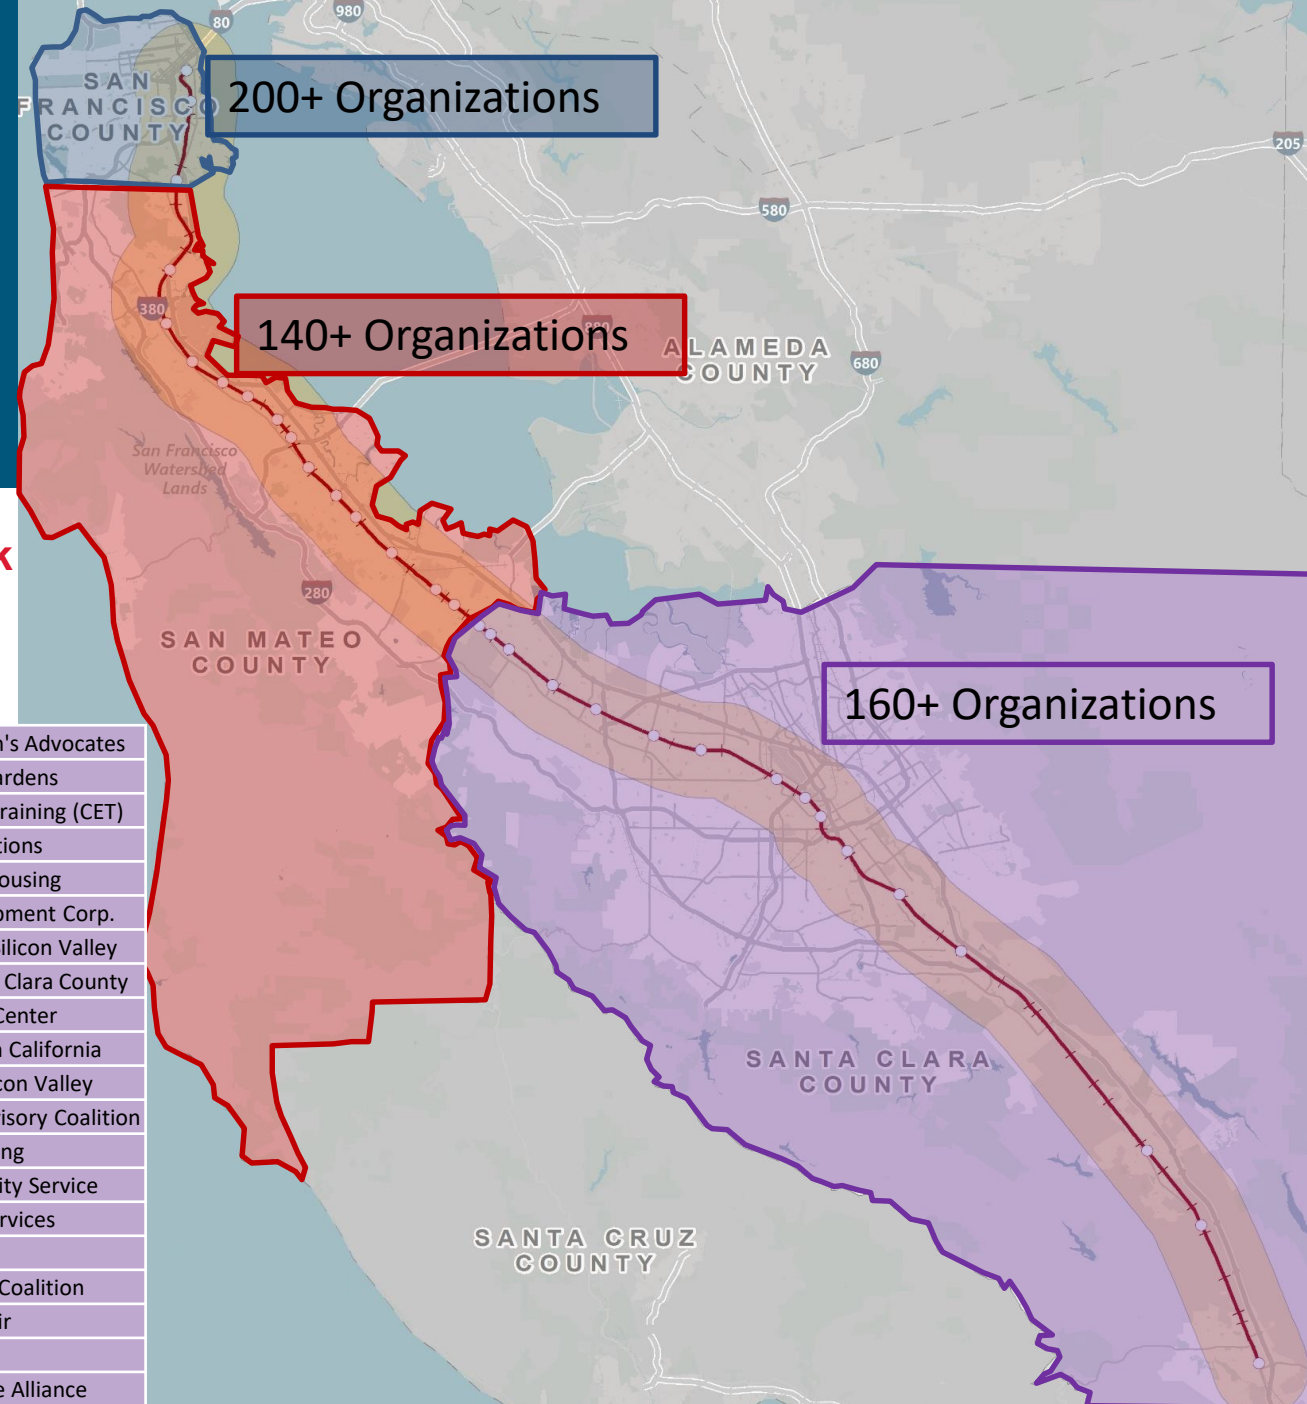 980
80
SAN
FRANCISCO
COUNTY
200+ Organizations
205
580
380
140+ Organizations
880
ALAMEDA
COUNTY
680
San Francisco
Watershed
Lands
k
280
SAN MATEO
COUNTY
160+ Organizations
n's Advocates
ardens
raining (CET)
tions
ousing
pment Corp.
ilicon Valley
Clara County
Center
n California
con Valley
isory Coalition
ng
ity Service
rvices
Coalition
ir
e Alliance
SANTA CLARA
COUNTY
SANTA CRUZ
COUNTY